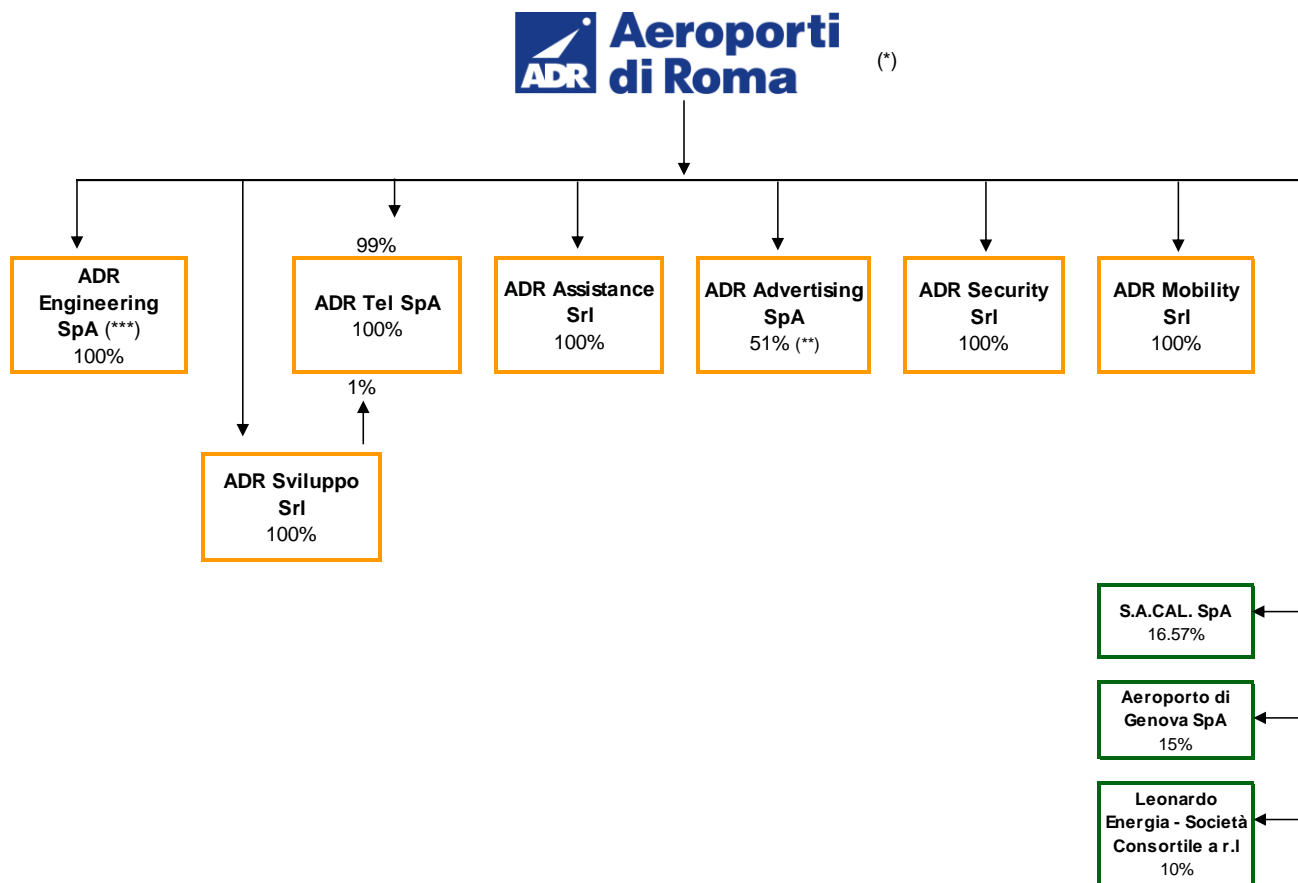 ADR
Aeroporti
di Roma
(*)
99%
ADR
Engineering
SpA (***)
100%
ADR Tel SpA
100%
ADR Assistance
Srl
100%
ADR Advertising
SpA
51% (**)
ADR Security
Srl
100%
ADR Mobility
Srl
100%
1%
ADR Sviluppo
Srl
100%
S.A.CAL. SpA
16.57%
Aeroporto di
Genova SpA
15%
Leonardo
Energia - Società
Consortile a r.l
10%